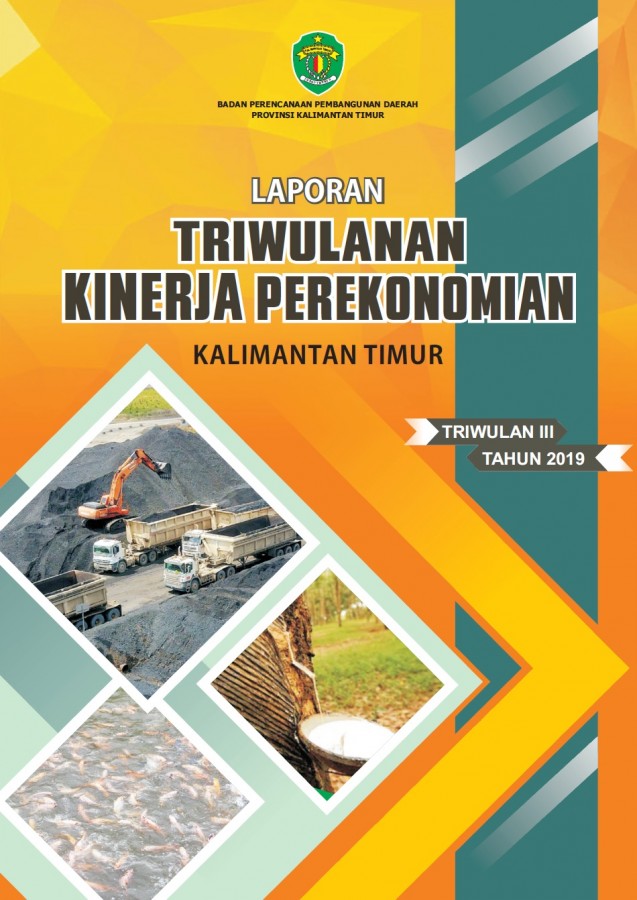 BADAN PERENCANAAN PEMBANGUNAN DAERAH
PROVINSI KALIMANTAN TIMUR
LAPORAN
TRIWULANAN
KINERJA PEREKONOMIAN
KALIMANTAN TIMUR
TRIWULAN III
TAHUN 2019